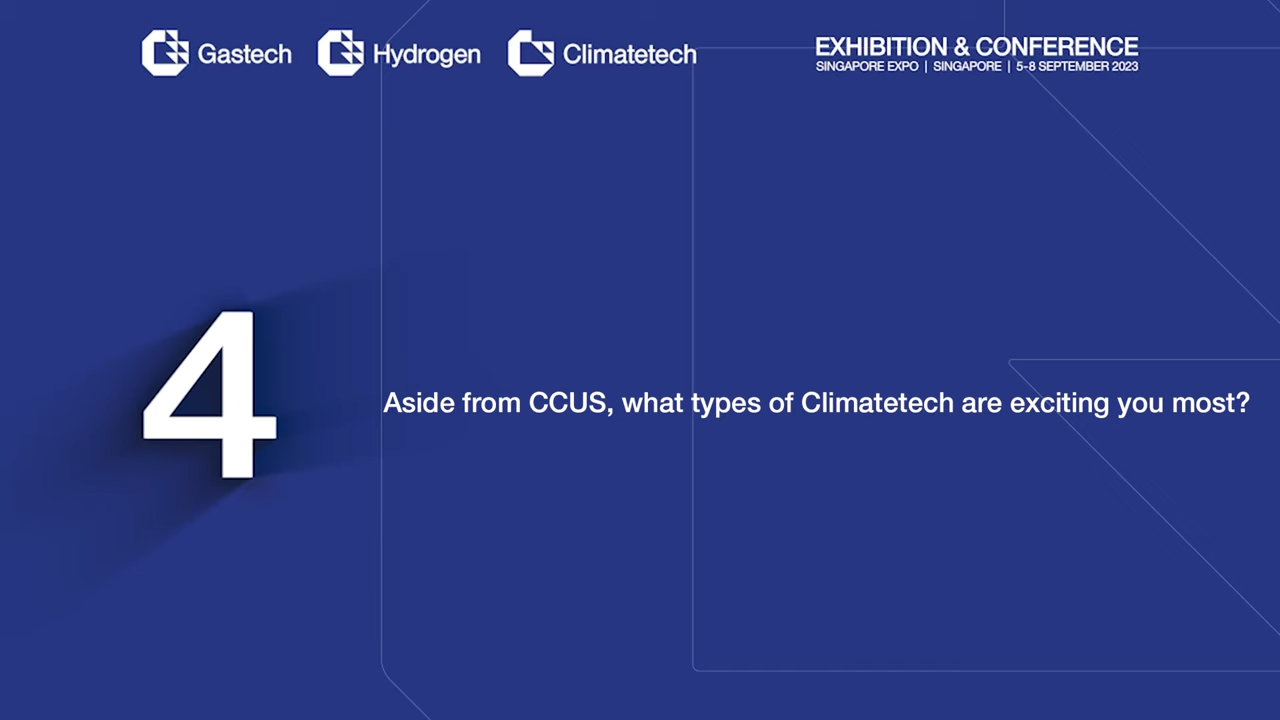 Gastech Hydrogen Climatetech
EXHIBITION & CONFERENCE
SINGAPORE EXPO | SINGAPORE | 5-8 SEPTEMBER 2023
4
Aside from CCUS, what types of Climatetech are exciting you most?